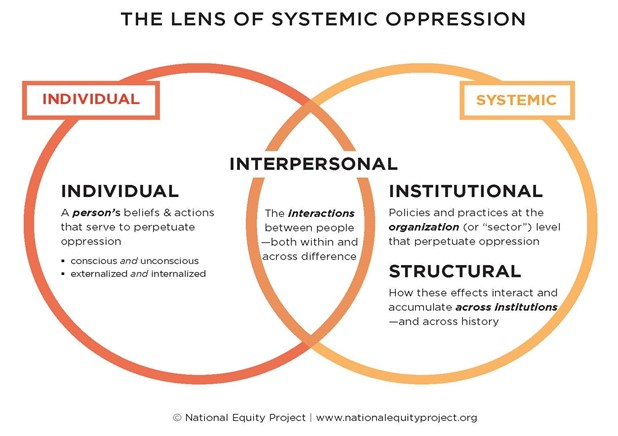 THE LENS OF SYSTEMIC OPPRESSION
INDIVIDUAL
SYSTEMIC
INTERPERSONAL
INDIVIDUAL
A person's beliefs & actions
that serve to perpetuate
oppression
▪ conscious and unconscious
▪ externalized and internalized
The interactions
between people
—both within and
across difference
INSTITUTIONAL
Policies and practices at the
organization (or “sector”) level
that perpetuate oppression
STRUCTURAL
How these effects interact and
accumulate across institutions
—and across history
© National Equity Project | www.nationalequityproject.org